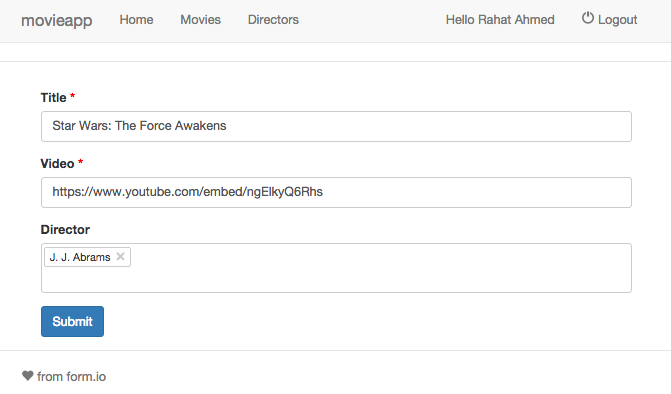 movieapp Home Movies Directors Hello Rahat Ahmed Logout
Title *
Star Wars: The Force Awakens
Video *
https://www.youtube.com/embed/ngElkyQ6Rhs
Director
J. J. Abrams ×
Submit
from form.io